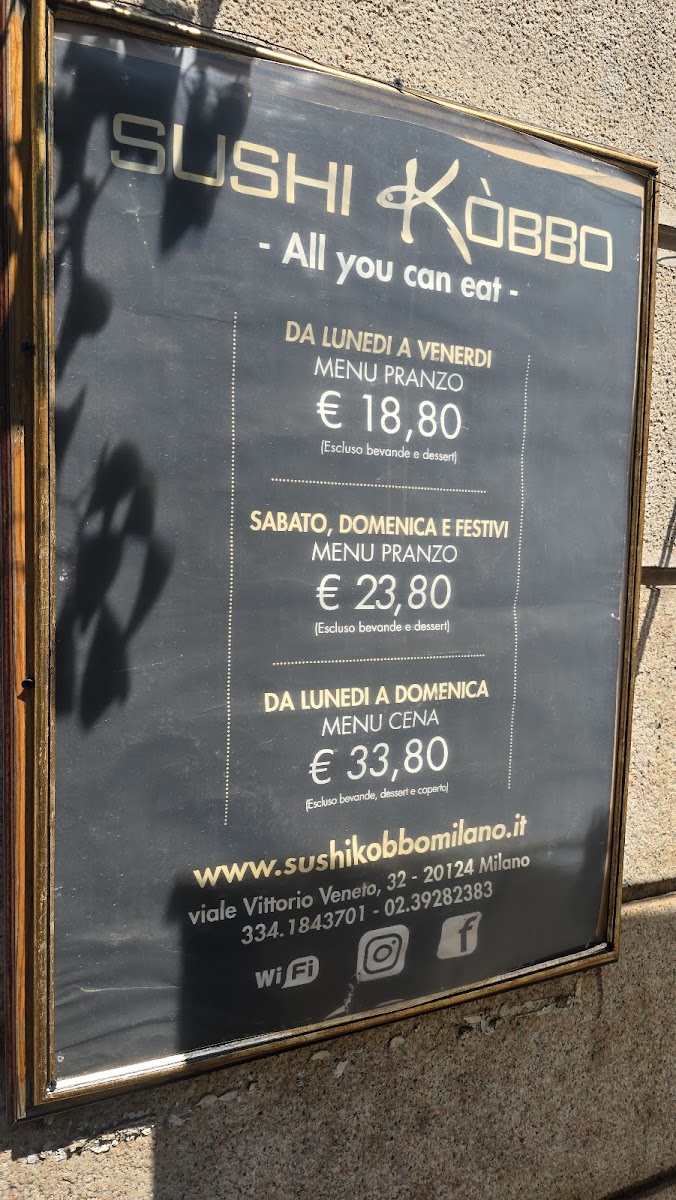 SUSHI KÒBBO
- All you can eat -
DA LUNEDI A VENERDI
MENU PRANZO
€ 18,80
(Escluso bevande e dessert)
SABATO, DOMENICA E FESTIVI
MENU PRANZO
€ 23,80
(Escluso bevande e dessert)
DA LUNEDI A DOMENICA
MENU CENA
€ 33,80
(Escluso bevande, dessert e coperto)
www.sushikobbomilano.it
viale Vittorio Veneto, 32 - 20124 Milano
334.1843701 - 02.39282383
Wi Fi